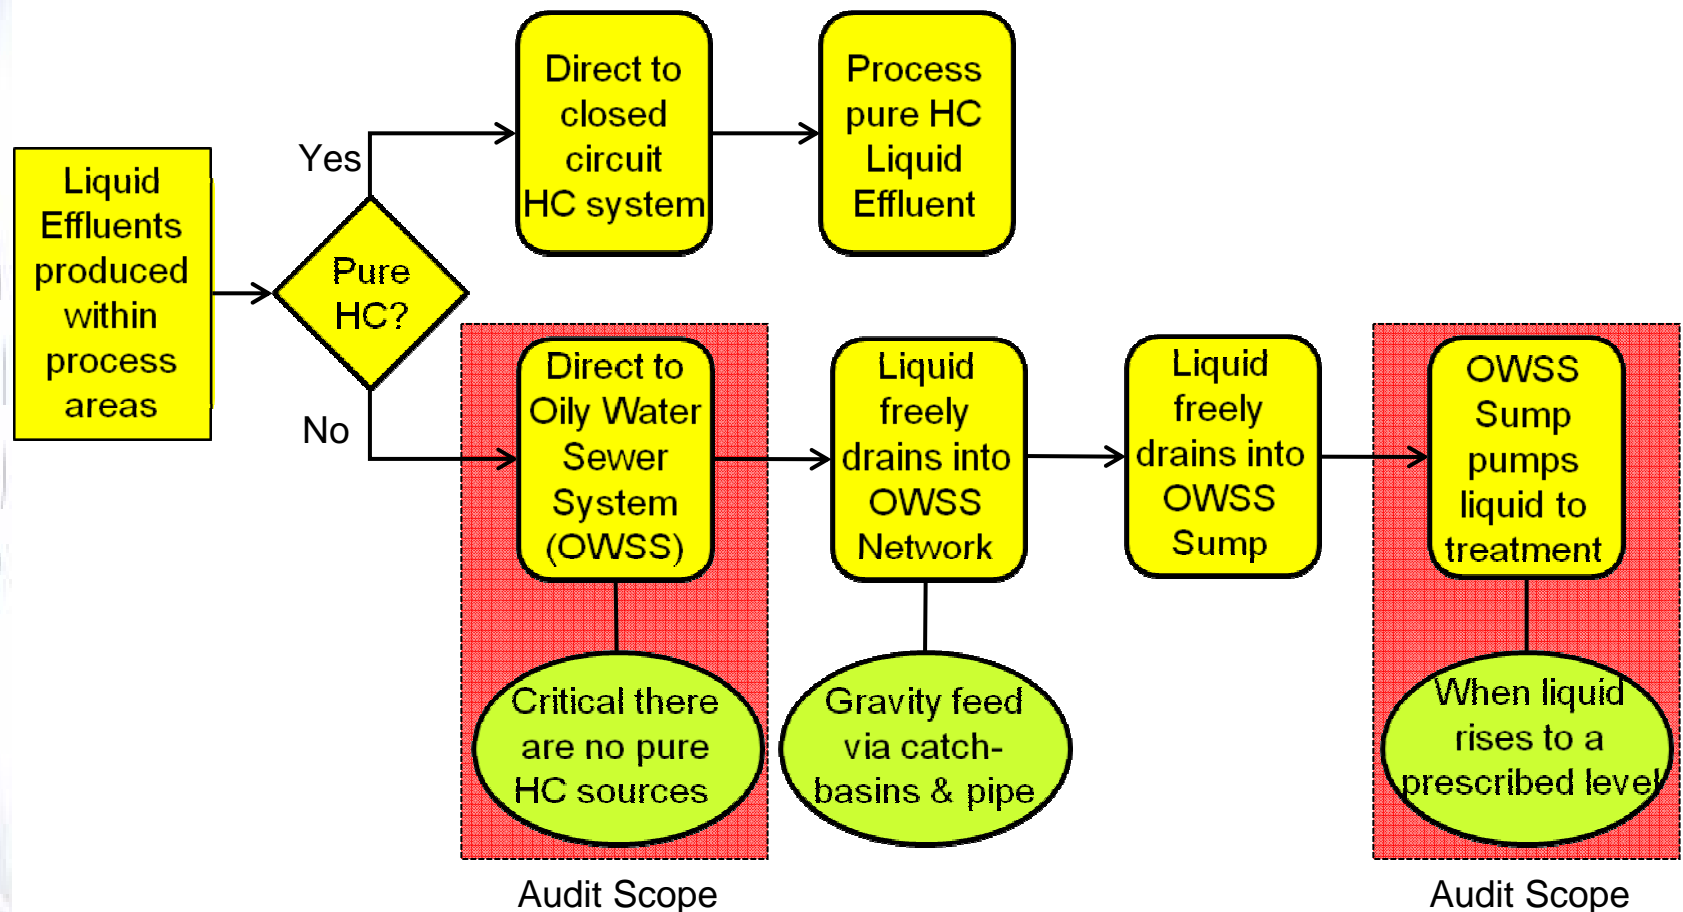 Liquid
Effluents
produced
within
process
areas
Pure
HC?
Yes
Direct to
closed
circuit
HC system
Process
pure HC
Liquid
Effluent
No
Direct to
Oily Water
Sewer
System
(OWSS)
Liquid
freely
drains into
OWSS
Network
Liquid
freely
drains into
OWSS
Sump
OWSS
Sump
pumps
liquid to
treatment
Critical there
are no pure
HC sources
Gravity feed
via catch-
basins & pipe
When liquid
rises to a
prescribed level
Audit Scope
Audit Scope